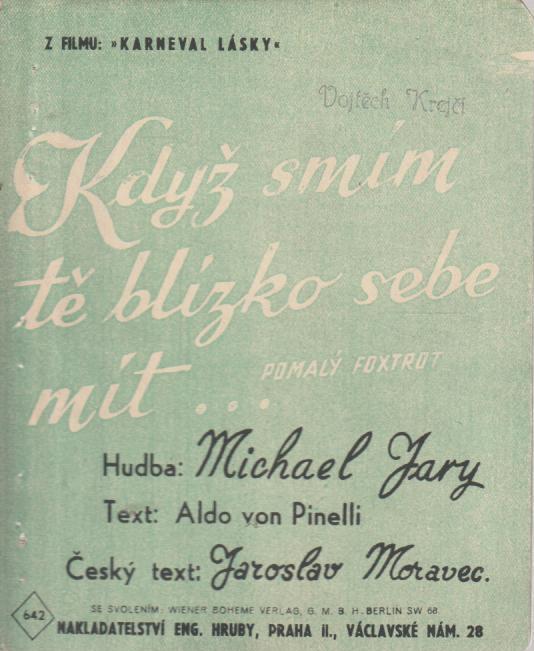 Z FILMU: »KARNEVAL LÁSKY«
Vojtěch Krejčí
Když smím
tě blízko sebe
mít...
POMALÝ FOXTROT
Hudba: Michael Jary
Text: Aldo von Pinelli
Český text: Jaroslav Moravec.
642
SE SVOLENÍM: WIENER BOHEME VERLAG, G. M. B. H. BERLIN SW 68
NAKLADATELSTVÍ ENG. HRUBY, PRAHA II., VÁCLAVSKÉ NÁM. 28